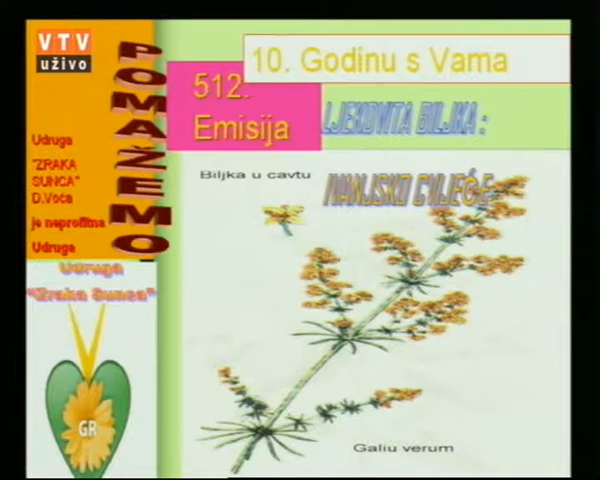 VTV
uživo
POMAŽEMO
10. Godinu s Vama
512.
Emisija
LJEKOVITA BILJKA :
IVANJSKO CVIJEĆE
Biljka u cavtu
Udruga
"ZRAKA
SUNCA"
D.Voća
je neprofitna
Udruga
Udruga
"Zraka Sunca"
GR
Galiu verum